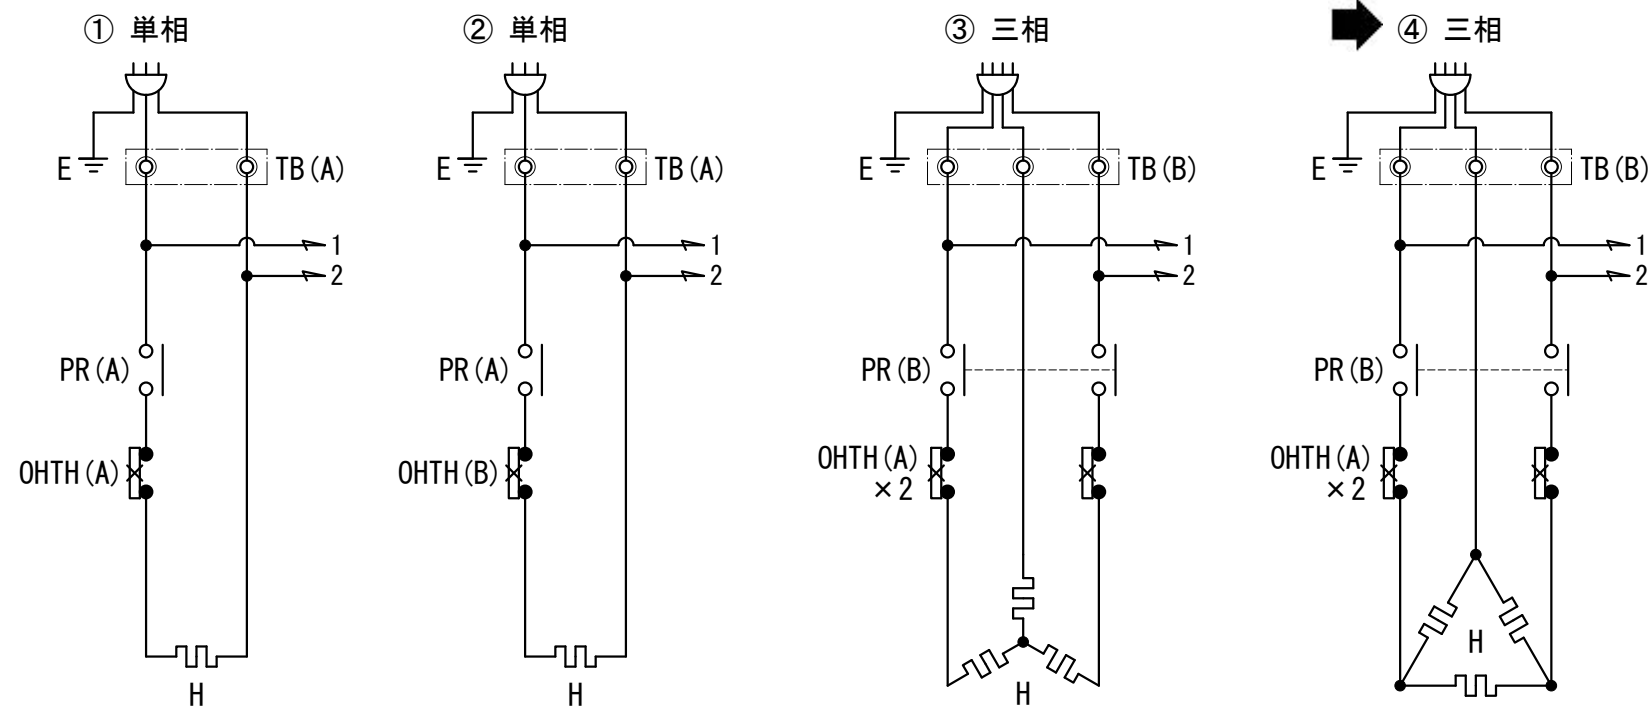 ① 単相
② 単相
③ 三相
④ 三相
E
TB(A)
E
TB(A)
E
TB(B)
E
TB(B)
1
1
1
1
2
2
2
2
PR(A)
PR(A)
PR(B)
PR(B)
OHTH(A)
OHTH(B)
OHTH(A)
×2
OHTH(A)
×2
H
H
H
H